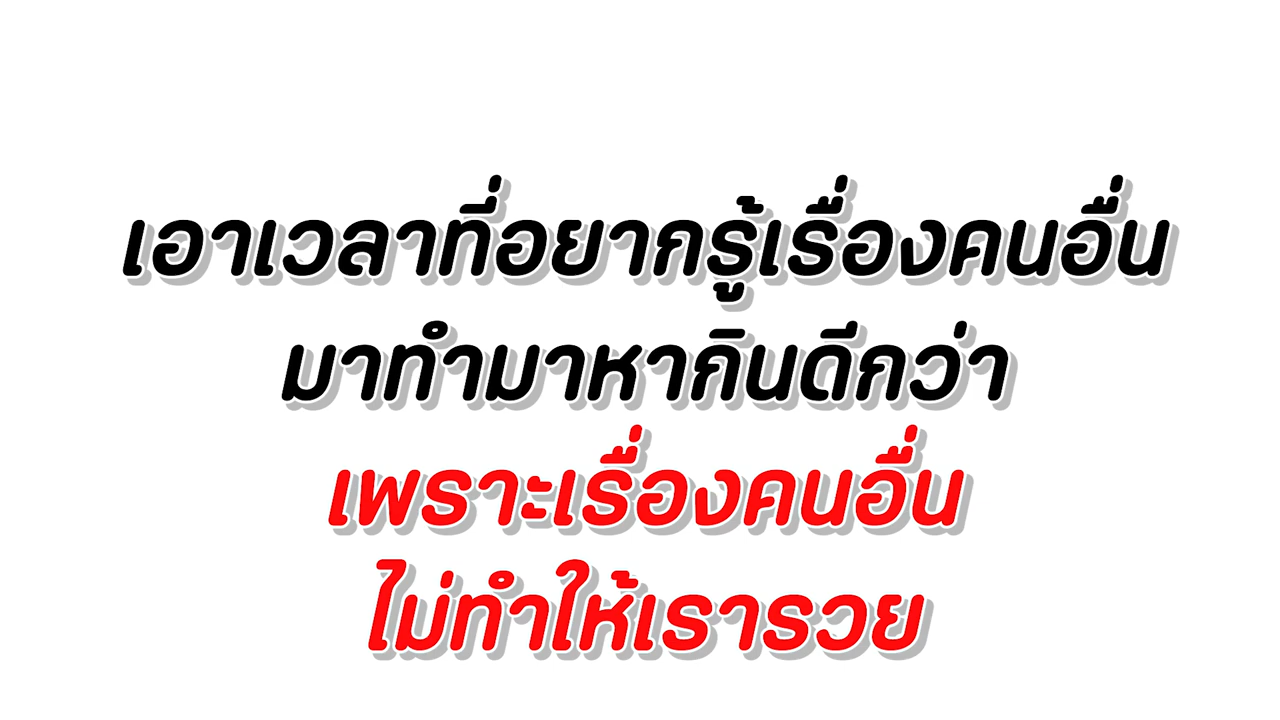 เอาเวลาที่อยากรู้เรื่องคนอื่น
มาทำมาหากินดีกว่า
เพราะเรื่องคนอื่น
ไม่ทำให้เรารวย